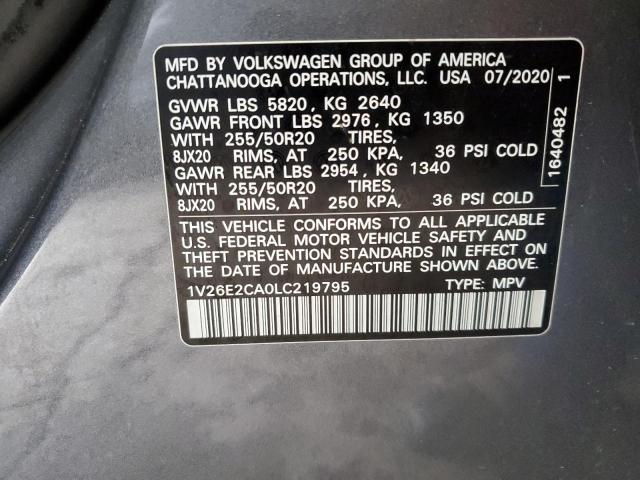 MFD BY VOLKSWAGEN GROUP OF AMERICA
CHATTANOOGA OPERATIONS, LLC. USA 07/2020
GVWR LBS 5820, KG 2640
GAWR FRONT LBS 2976, KG 1350
WITH 255/50R20 TIRES,
8JX20 RIMS, AT 250 KPA, 36 PSI COLD
GAWR REAR LBS 2954, KG 1340
WITH 255/50R20 TIRES,
8JX20 RIMS, AT 250 KPA, 36 PSI COLD
THIS VEHICLE CONFORMS TO ALL APPLICABLE
U.S. FEDERAL MOTOR VEHICLE SAFETY AND
THEFT PREVENTION STANDARDS IN EFFECT ON
THE DATE OF MANUFACTURE SHOWN ABOVE.
1V26E2CA0LC219795 TYPE: MPV
1640482 1